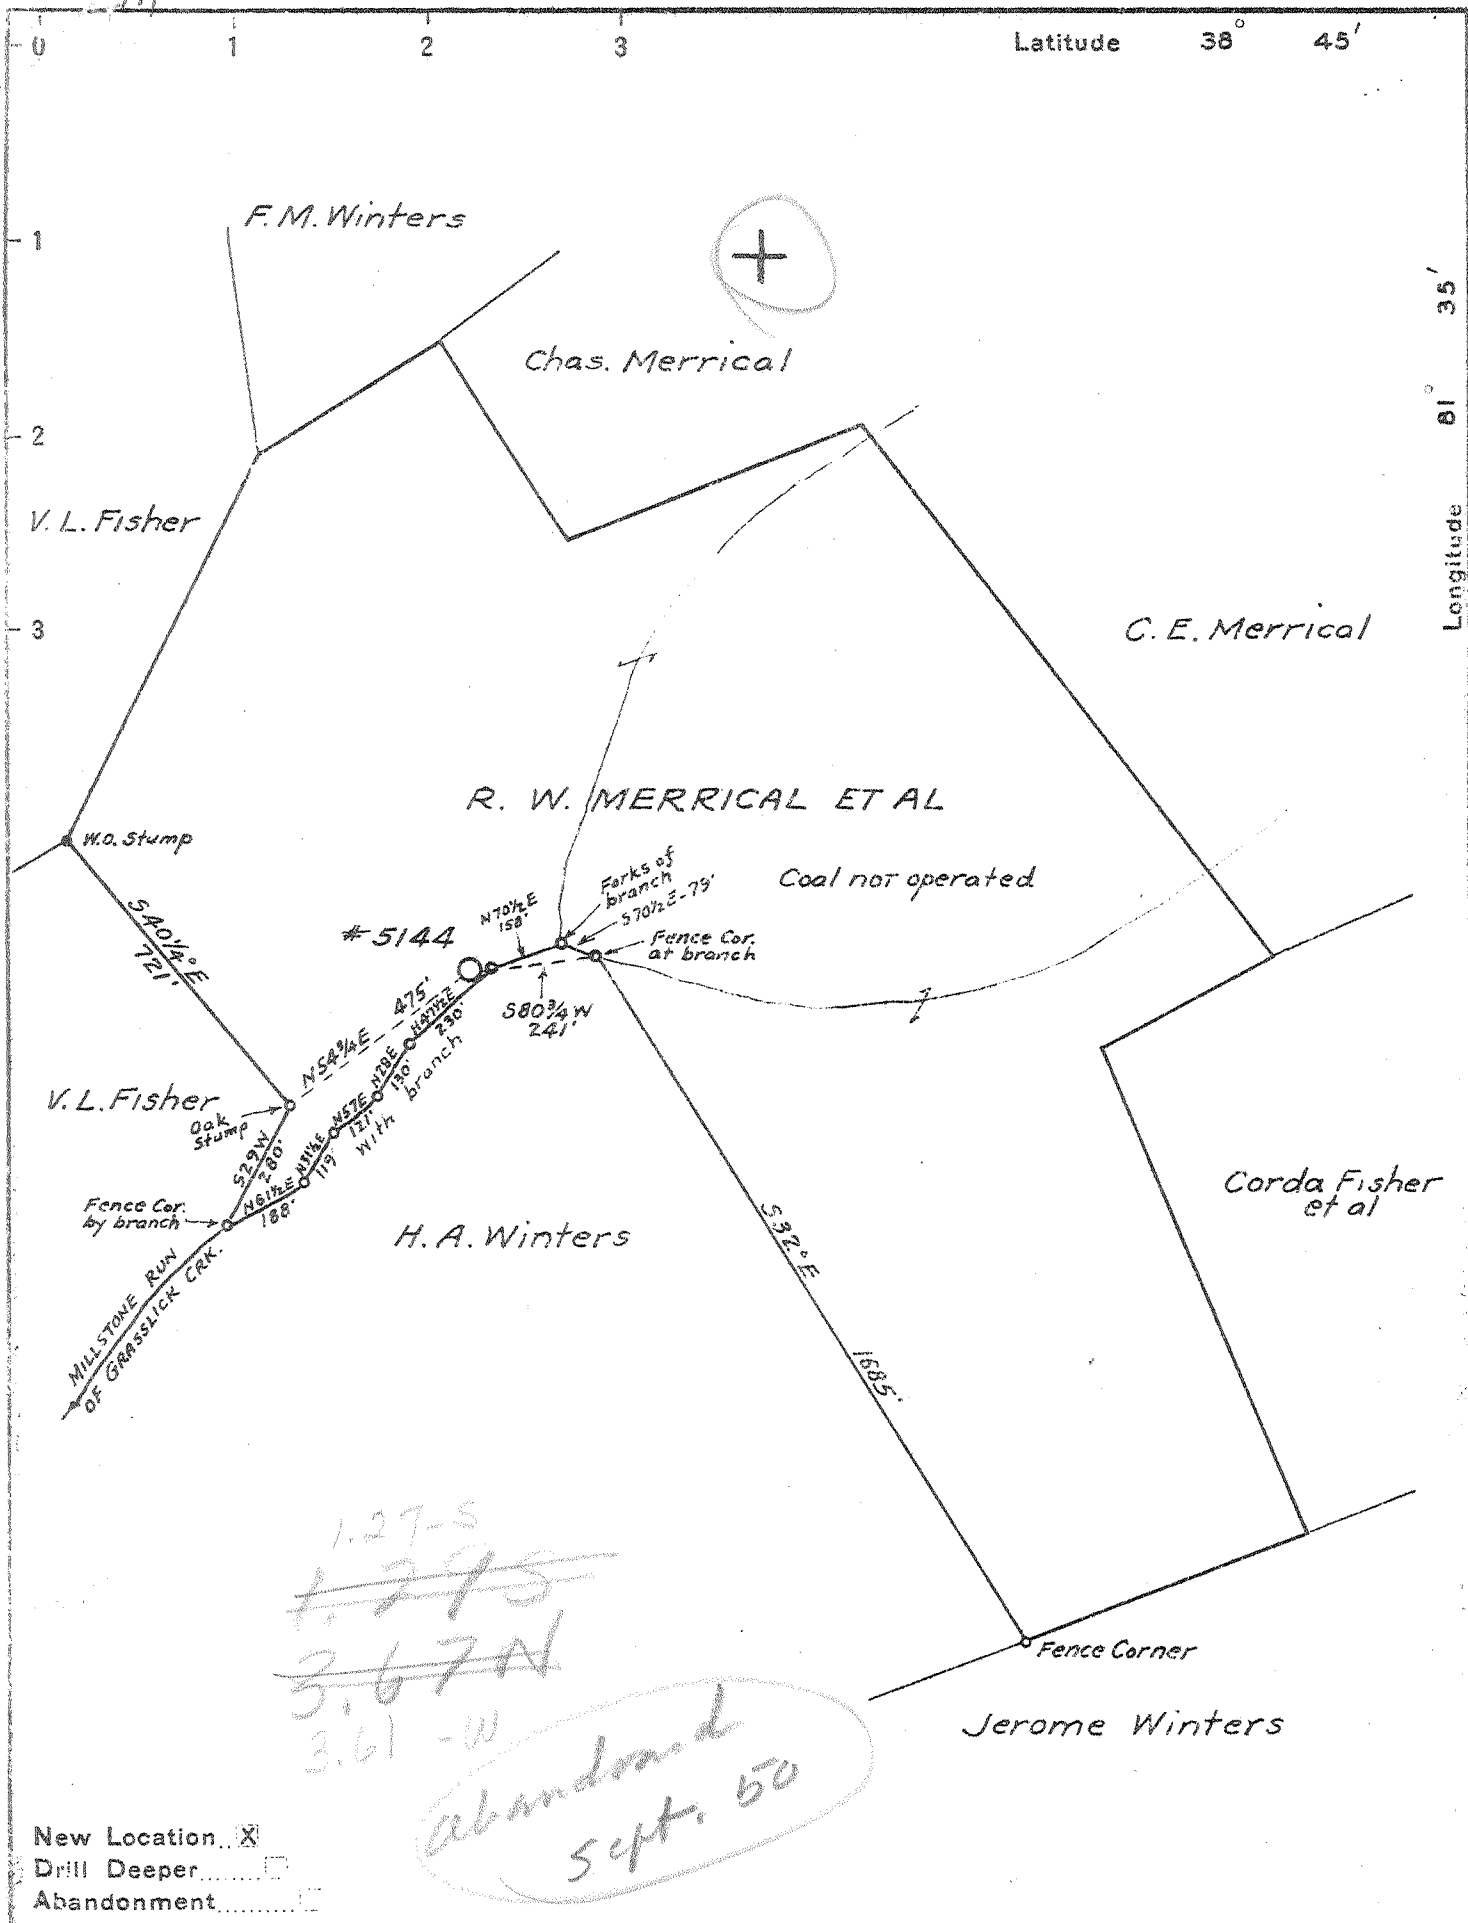 0 1 2 3 Latitude 38° 45'
F. M. Winters
1
35'
Chas. Merrical
81°
2
V. L. Fisher
Longitude
3
C. E. Merrical
R. W. MERRICAL ET AL
W.O. Stump
Forks of
branch
Coal not operated
S70½E-79'
N70½E
158'
S40¼°E
721'
#5144
Fence Cor.
at branch
475'
N54¾E
N47½E
230'
S80¾W
241'
N28E
130'
With branch
V. L. Fisher
Oak
Stump
N57E
121'
N31½E
119'
S29W
280'
N61½E
188'
Fence Cor.
by branch
Corda Fisher
et al
H. A. Winters
S32°E
1685'
MILLSTONE RUN
OF GRASSLICK CRK.
1.27-S
1.29S
3.67N
3.61-W
Fence Corner
abandoned
Sept. 50
Jerome Winters
New Location.. X
Drill Deeper........
Abandonment..........